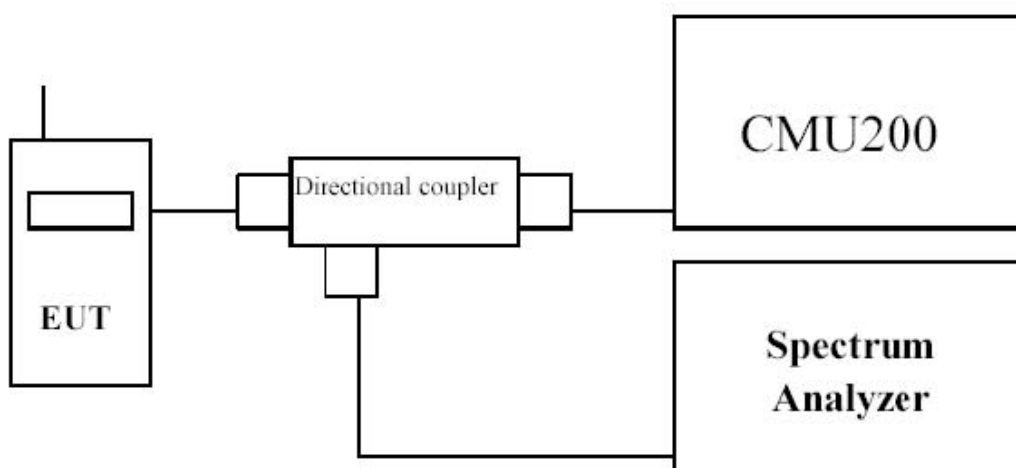 CMU200
Directional coupler
EUT
Spectrum
Analyzer